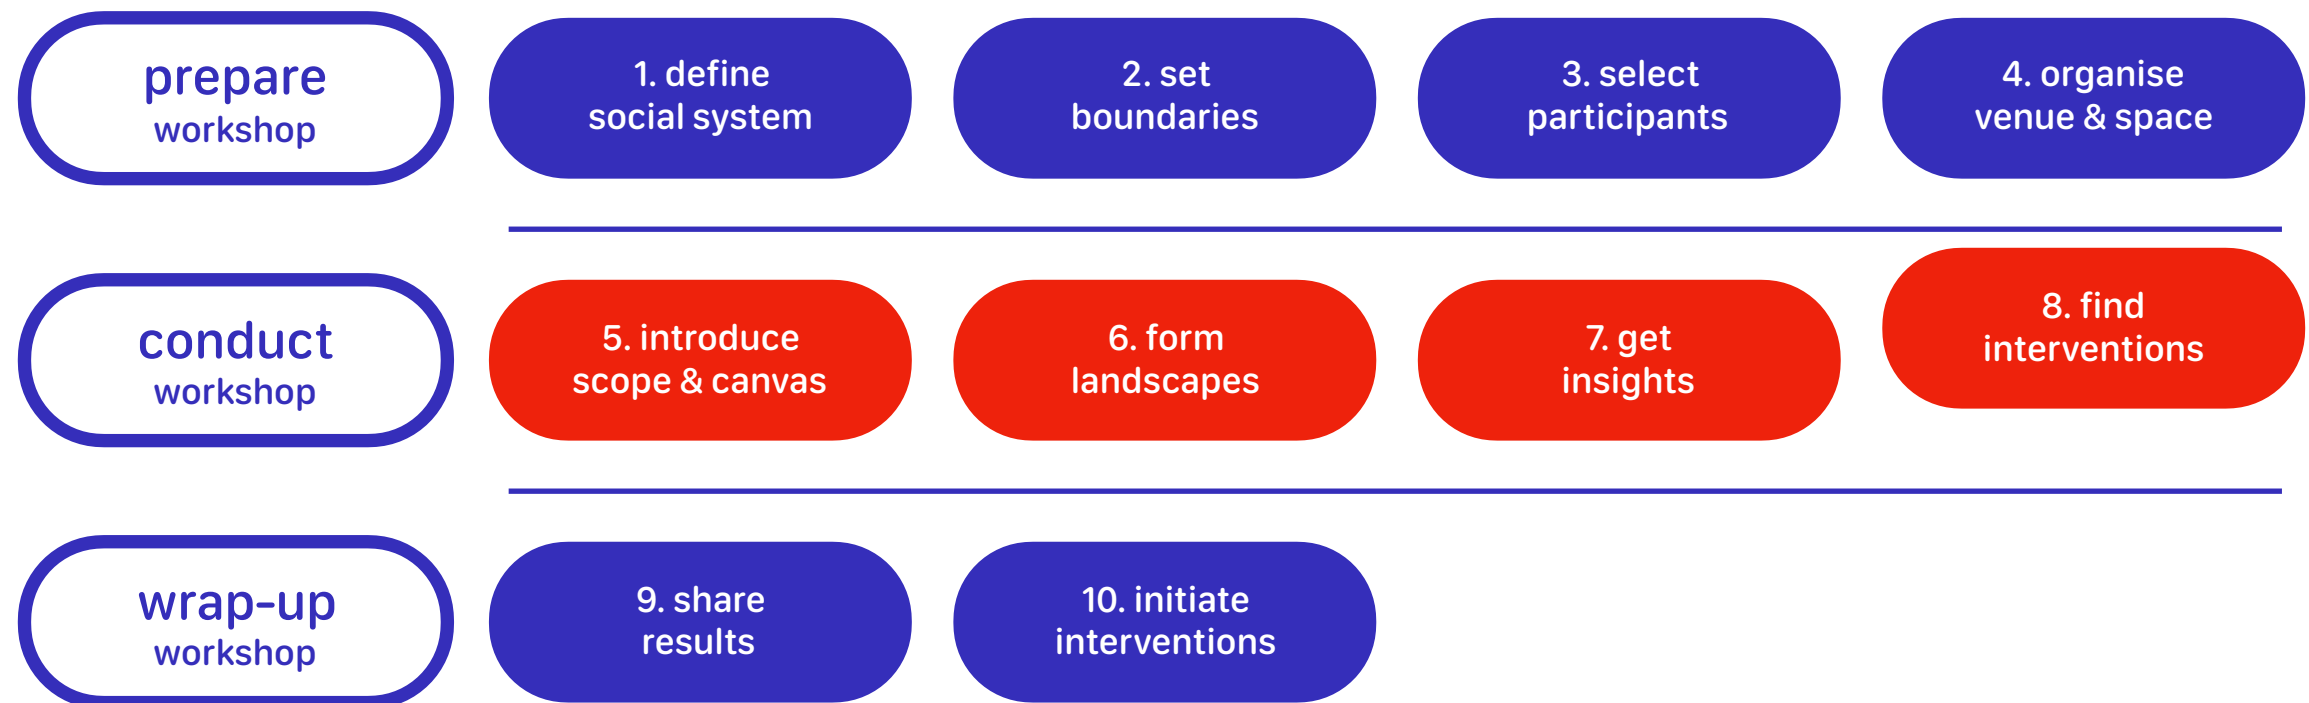 prepare
workshop
1. define
social system
2. set
boundaries
3. select
participants
4. organise
venue & space
conduct
workshop
5. introduce
scope & canvas
6. form
landscapes
7. get
insights
8. find
interventions
wrap-up
workshop
9. share
results
10. initiate
interventions